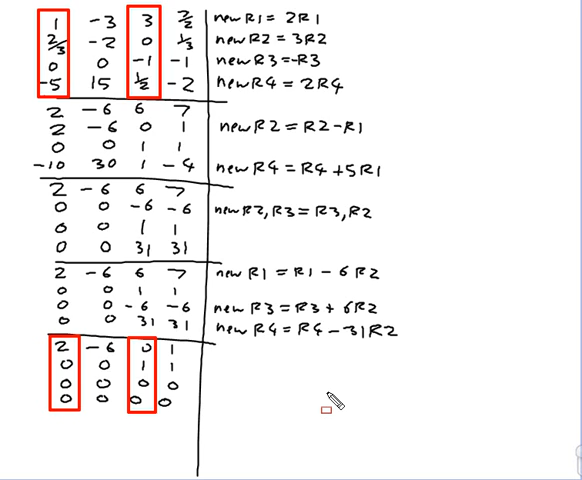 1 -3 3 7/2 new R1 = 2R1
2/3 -2 0 1/3 new R2 = 3R2
0 0 -1 -1 new R3 = -R3
-5 15 1/2 -2 new R4 = 2R4
2 -6 6 7
2 -6 0 1 new R2 = R2 - R1
0 0 1 1
-10 30 1 -4 new R4 = R4 + 5R1
2 -6 6 7
0 0 -6 -6 new R2, R3 = R3, R2
0 0 1 1
0 0 31 31
2 -6 6 7 new R1 = R1 - 6R2
0 0 1 1
0 0 -6 -6 new R3 = R3 + 6R2
0 0 31 31 new R4 = R4 - 31R2
2 -6 0 1
0 0 1 1
0 0 0 0
0 0 0 0